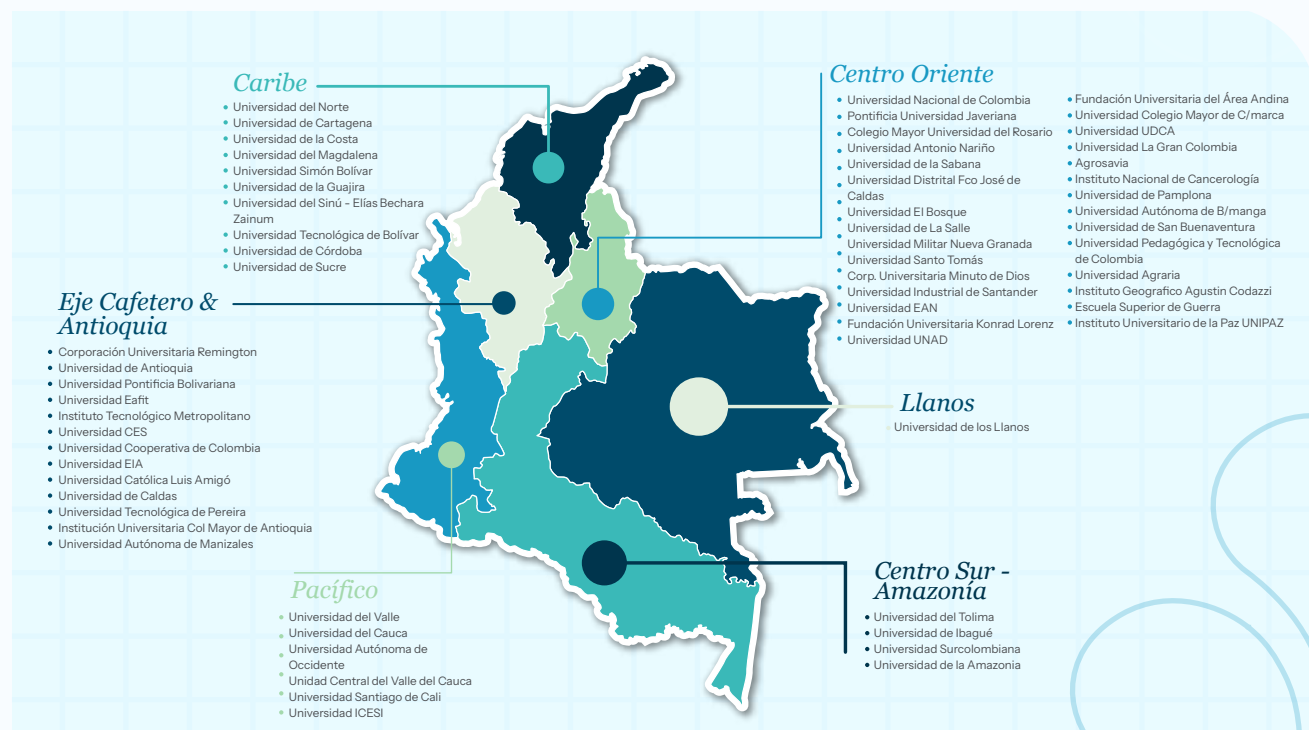 Caribe
Universidad del Norte
Universidad de Cartagena
Universidad de la Costa
Universidad del Magdalena
Universidad Simón Bolívar
Universidad de la Guajira
Universidad del Sinú - Elías Bechara
Zainum
Universidad Tecnológica de Bolívar
Universidad de Córdoba
Universidad de Sucre
Eje Cafetero &
Antioquia
Corporación Universitaria Remington
Universidad de Antioquia
Universidad Pontificia Bolivariana
Universidad Eafit
Instituto Tecnológico Metropolitano
Universidad CES
Universidad Cooperativa de Colombia
Universidad EIA
Universidad Católica Luis Amigó
Universidad de Caldas
Universidad Tecnológica de Pereira
Institución Universitaria Col Mayor de Antioquia
Universidad Autónoma de Manizales
Pacífico
Universidad del Valle
Universidad del Cauca
Universidad Autónoma de
Occidente
Unidad Central del Valle del Cauca
Universidad Santiago de Cali
Universidad ICESI
Centro Oriente
Universidad Nacional de Colombia
Pontificia Universidad Javeriana
Colegio Mayor Universidad del Rosario
Universidad Antonio Nariño
Universidad de la Sabana
Universidad Distrital Fco José de
Caldas
Universidad El Bosque
Universidad de La Salle
Universidad Militar Nueva Granada
Universidad Santo Tomás
Corp. Universitaria Minuto de Dios
Universidad Industrial de Santander
Universidad EAN
Fundación Universitaria Konrad Lorenz
Universidad UNAD
Fundación Universitaria del Área Andina
Universidad Colegio Mayor de C/marca
Universidad UDCA
Universidad La Gran Colombia
Agrosavia
Instituto Nacional de Cancerología
Universidad de Pamplona
Universidad Autónoma de B/manga
Universidad de San Buenaventura
Universidad Pedagógica y Tecnológica
de Colombia
Universidad Agraria
Instituto Geografico Agustin Codazzi
Escuela Superior de Guerra
Instituto Universitario de la Paz UNIPAZ
Llanos
Universidad de los Llanos
Centro Sur -
Amazonía
Universidad del Tolima
Universidad de Ibagué
Universidad Surcolombiana
Universidad de la Amazonia